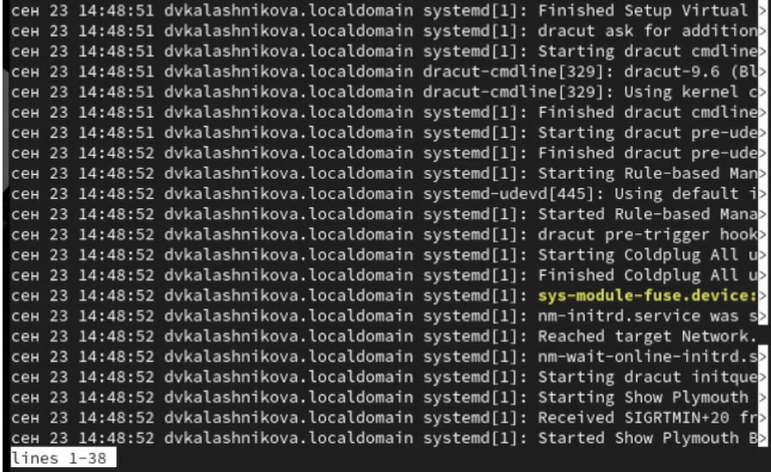 сен 23 14:48:51 dvkalashnikova.localdomain systemd[1]: Finished Setup Virtual >
сен 23 14:48:51 dvkalashnikova.localdomain systemd[1]: dracut ask for addition>
сен 23 14:48:51 dvkalashnikova.localdomain systemd[1]: Starting dracut cmdline>
сен 23 14:48:51 dvkalashnikova.localdomain dracut-cmdline[329]: dracut-9.6 (Bl>
сен 23 14:48:51 dvkalashnikova.localdomain dracut-cmdline[329]: Using kernel c>
сен 23 14:48:51 dvkalashnikova.localdomain systemd[1]: Finished dracut cmdline>
сен 23 14:48:51 dvkalashnikova.localdomain systemd[1]: Starting dracut pre-ude>
сен 23 14:48:52 dvkalashnikova.localdomain systemd[1]: Finished dracut pre-ude>
сен 23 14:48:52 dvkalashnikova.localdomain systemd[1]: Starting Rule-based Man>
сен 23 14:48:52 dvkalashnikova.localdomain systemd-udevd[445]: Using default i>
сен 23 14:48:52 dvkalashnikova.localdomain systemd[1]: Started Rule-based Mana>
сен 23 14:48:52 dvkalashnikova.localdomain systemd[1]: dracut pre-trigger hook>
сен 23 14:48:52 dvkalashnikova.localdomain systemd[1]: Starting Coldplug All u>
сен 23 14:48:52 dvkalashnikova.localdomain systemd[1]: Finished Coldplug All u>
сен 23 14:48:52 dvkalashnikova.localdomain systemd[1]: sys-module-fuse.device:>
сен 23 14:48:52 dvkalashnikova.localdomain systemd[1]: nm-initrd.service was s>
сен 23 14:48:52 dvkalashnikova.localdomain systemd[1]: Reached target Network.
сен 23 14:48:52 dvkalashnikova.localdomain systemd[1]: nm-wait-online-initrd.s>
сен 23 14:48:52 dvkalashnikova.localdomain systemd[1]: Starting dracut initque>
сен 23 14:48:52 dvkalashnikova.localdomain systemd[1]: Starting Show Plymouth >
сен 23 14:48:52 dvkalashnikova.localdomain systemd[1]: Received SIGRTMIN+20 fr>
сен 23 14:48:52 dvkalashnikova.localdomain systemd[1]: Started Show Plymouth B>
lines 1-38